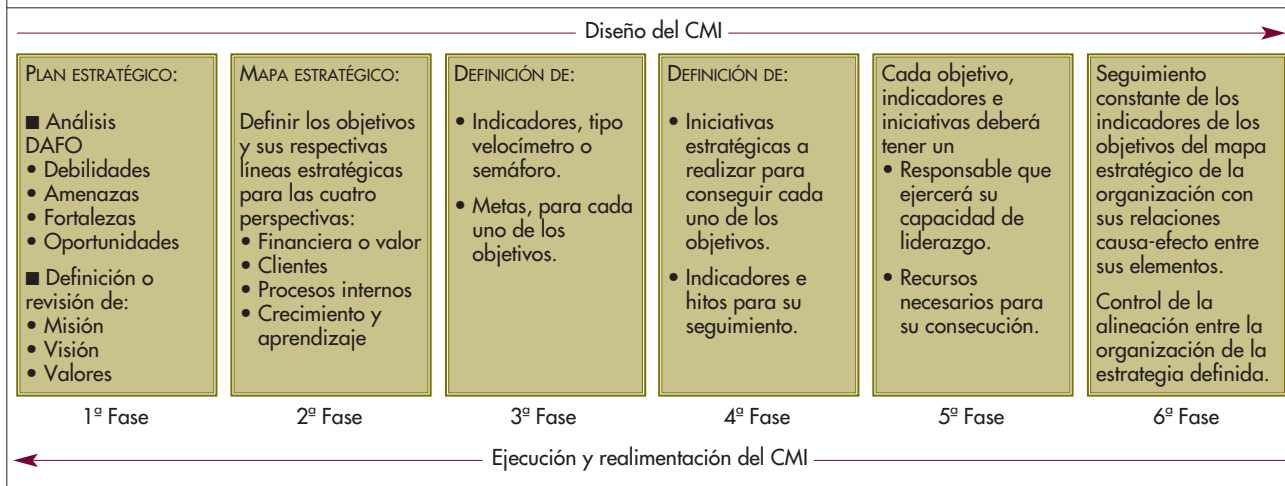 Diseño del CMI
PLAN ESTRATÉGICO:
■ Análisis
DAFO
• Debilidades
• Amenazas
• Fortalezas
• Oportunidades
■ Definición o
revisión de:
• Misión
• Visión
• Valores
1ª Fase
MAPA ESTRATÉGICO:
Definir los objetivos
y sus respectivas
líneas estratégicas
para las cuatro
perspectivas:
• Financiera o valor
• Clientes
• Procesos internos
• Crecimiento y
aprendizaje
2ª Fase
DEFINICIÓN DE:
• Indicadores, tipo
velocímetro o
semáforo.
• Metas, para cada
uno de los
objetivos.
3ª Fase
DEFINICIÓN DE:
• Iniciativas
estratégicas a
realizar para
conseguir cada
uno de los
objetivos.
• Indicadores e
hitos para su
seguimiento.
4ª Fase
Cada objetivo,
indicadores e
iniciativas deberá
tener un
• Responsable que
ejercerá su
capacidad de
liderazgo.
• Recursos
necesarios para
su consecución.
5ª Fase
Seguimiento
constante de los
indicadores de los
objetivos del mapa
estratégico de la
organización con
sus relaciones
causa-efecto entre
sus elementos.
Control de la
alineación entre la
organización de la
estrategia definida.
6ª Fase
Ejecución y realimentación del CMI